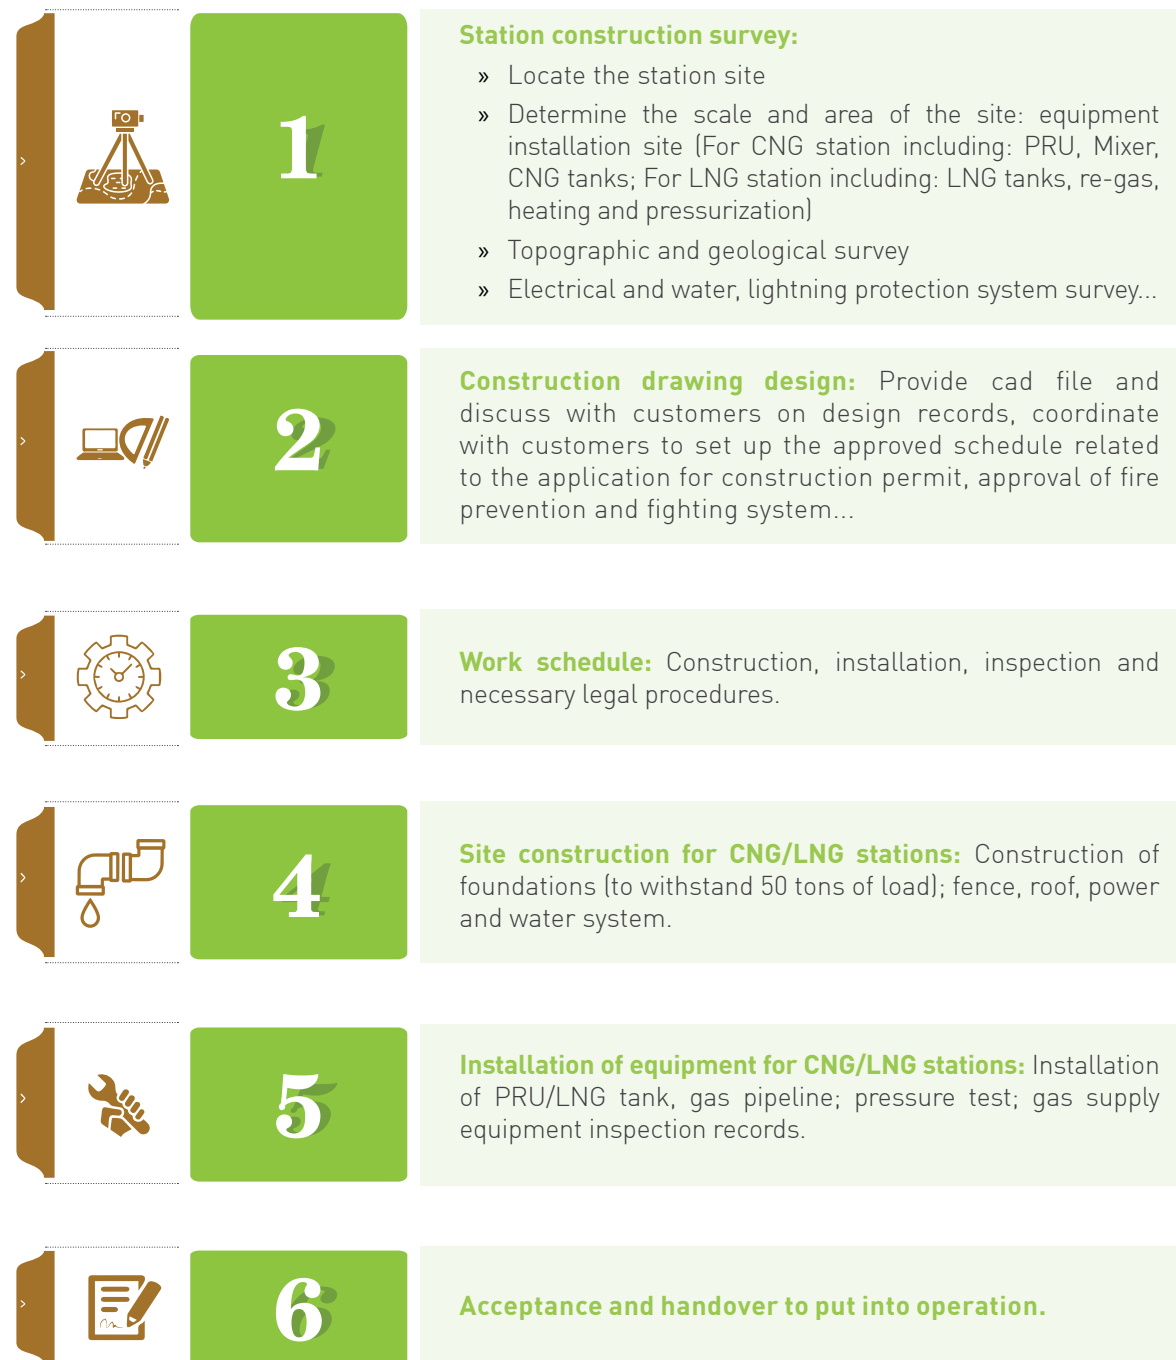 1
Station construction survey:
» Locate the station site
» Determine the scale and area of the site: equipment
installation site (For CNG station including: PRU, Mixer,
CNG tanks; For LNG station including: LNG tanks, re-gas,
heating and pressurization)
» Topographic and geological survey
» Electrical and water, lightning protection system survey...
2
Construction drawing design: Provide cad file and
discuss with customers on design records, coordinate
with customers to set up the approved schedule related
to the application for construction permit, approval of fire
prevention and fighting system...
3
Work schedule: Construction, installation, inspection and
necessary legal procedures.
4
Site construction for CNG/LNG stations: Construction of
foundations (to withstand 50 tons of load); fence, roof, power
and water system.
5
Installation of equipment for CNG/LNG stations: Installation
of PRU/LNG tank, gas pipeline; pressure test; gas supply
equipment inspection records.
6
Acceptance and handover to put into operation.